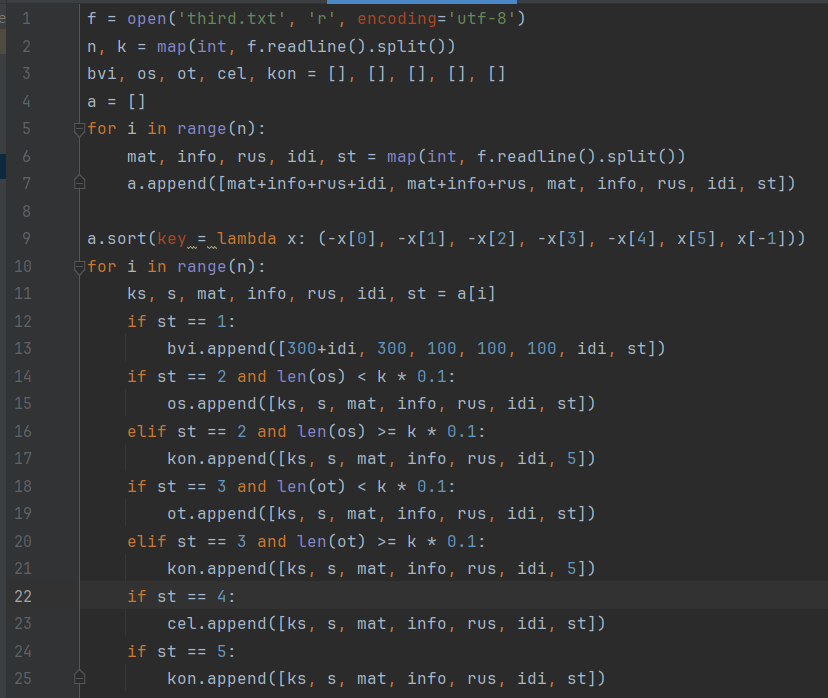 1 f = open('third.txt', 'r', encoding='utf-8')
2 n, k = map(int, f.readline().split())
3 bvi, os, ot, cel, kon = [], [], [], [], []
4 a = []
5 for i in range(n):
6     mat, info, rus, idi, st = map(int, f.readline().split())
7     a.append([mat+info+rus+idi, mat+info+rus, mat, info, rus, idi, st])
8
9 a.sort(key = lambda x: (-x[0], -x[1], -x[2], -x[3], -x[4], x[5], x[-1]))
10 for i in range(n):
11     ks, s, mat, info, rus, idi, st = a[i]
12     if st == 1:
13         bvi.append([300+idi, 300, 100, 100, 100, idi, st])
14     if st == 2 and len(os) < k * 0.1:
15         os.append([ks, s, mat, info, rus, idi, st])
16     elif st == 2 and len(os) >= k * 0.1:
17         kon.append([ks, s, mat, info, rus, idi, 5])
18     if st == 3 and len(ot) < k * 0.1:
19         ot.append([ks, s, mat, info, rus, idi, st])
20     elif st == 3 and len(ot) >= k * 0.1:
21         kon.append([ks, s, mat, info, rus, idi, 5])
22     if st == 4:
23         cel.append([ks, s, mat, info, rus, idi, st])
24     if st == 5:
25         kon.append([ks, s, mat, info, rus, idi, st])